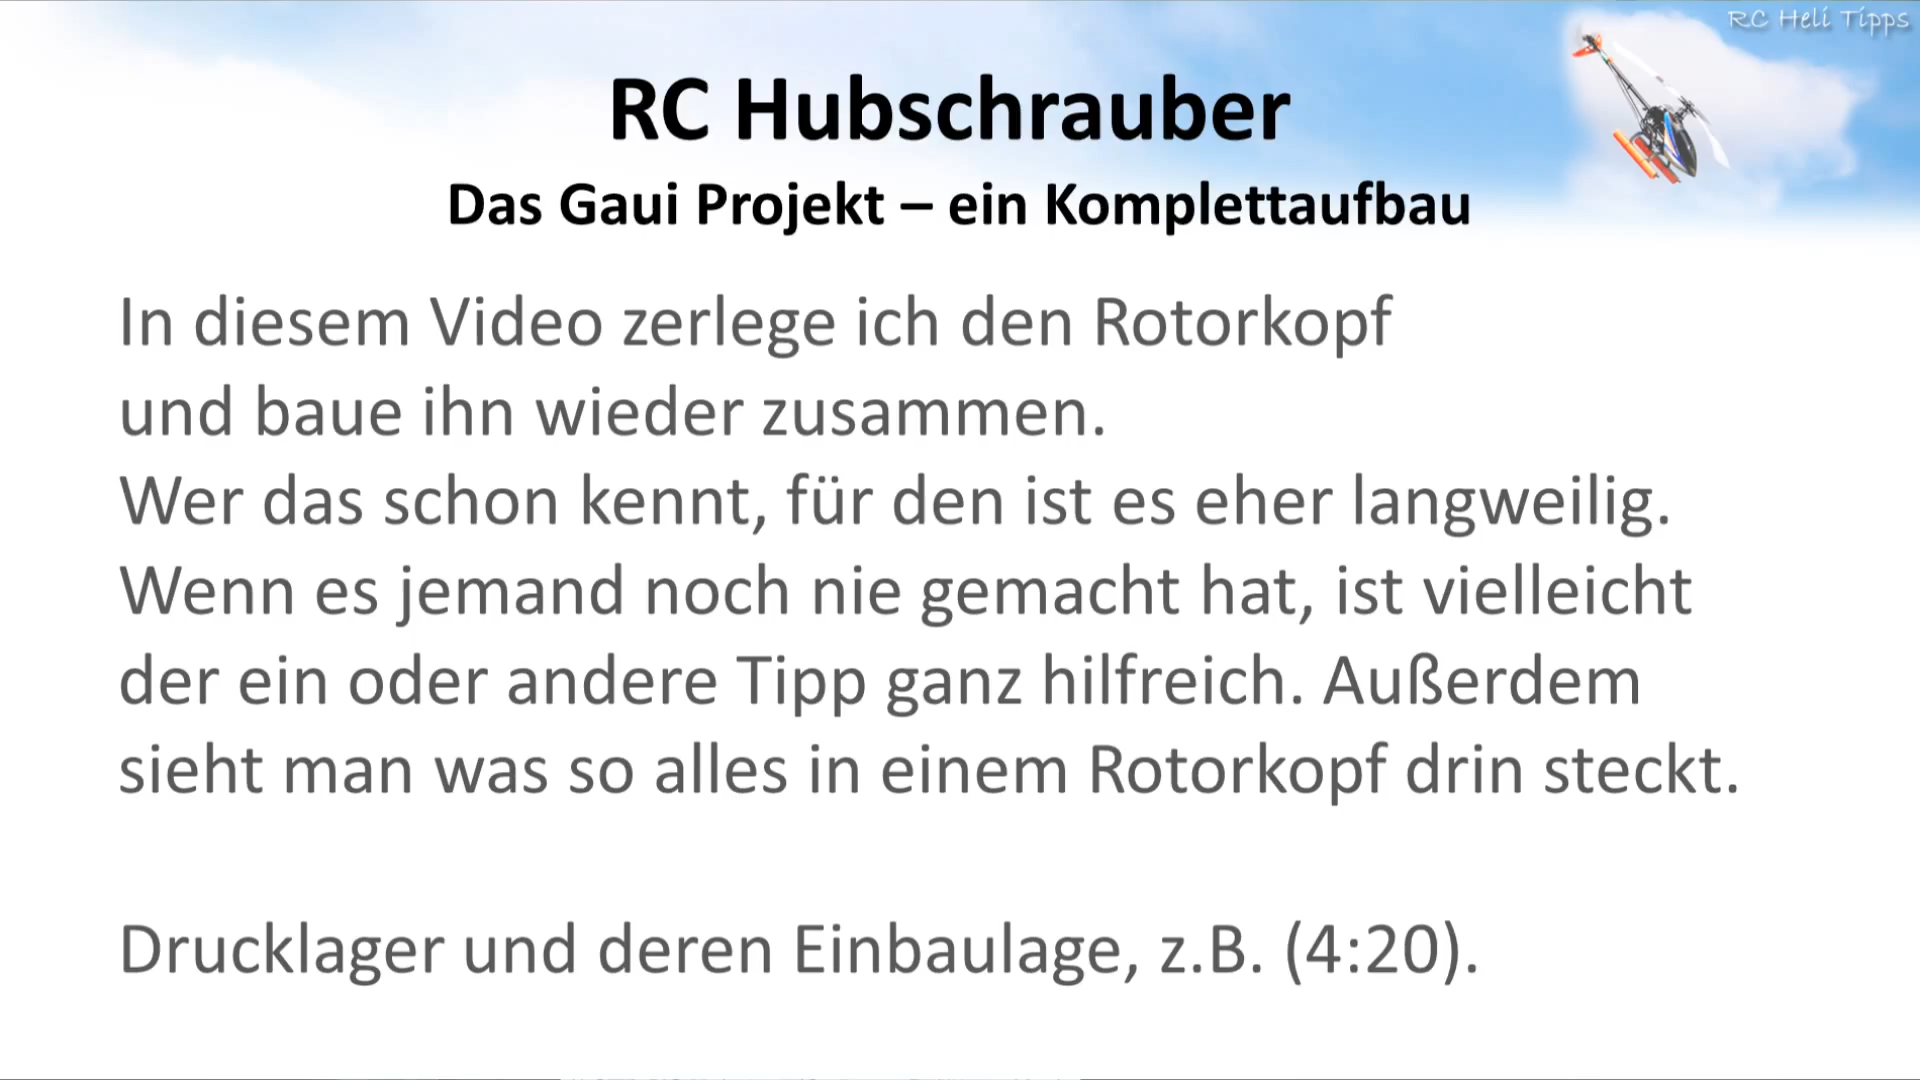 RC Heli Tipps
RC Hubschrauber
Das Gaui Projekt – ein Komplettaufbau
In diesem Video zerlege ich den Rotorkopf
und baue ihn wieder zusammen.
Wer das schon kennt, für den ist es eher langweilig.
Wenn es jemand noch nie gemacht hat, ist vielleicht
der ein oder andere Tipp ganz hilfreich. Außerdem
sieht man was so alles in einem Rotorkopf drin steckt.
Drucklager und deren Einbaulage, z.B. (4:20).